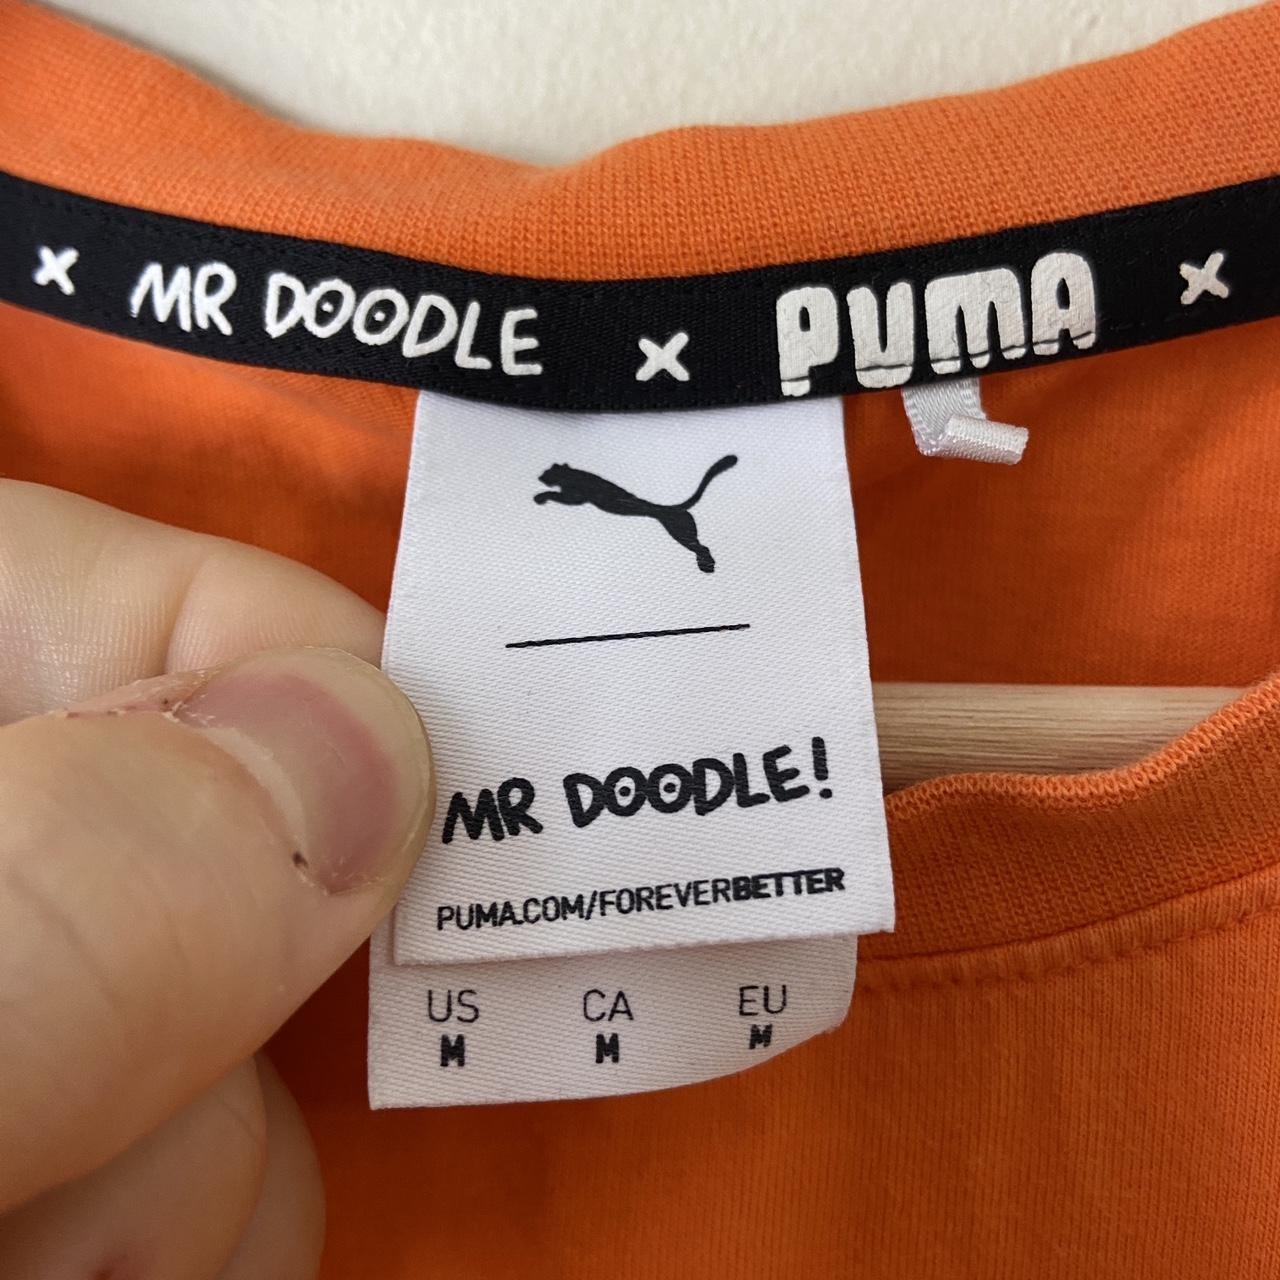 x MR DOODLE x PUMA x
MR DOODLE!
PUMA.COM/FOREVERBETTER
US CA EU
M M M